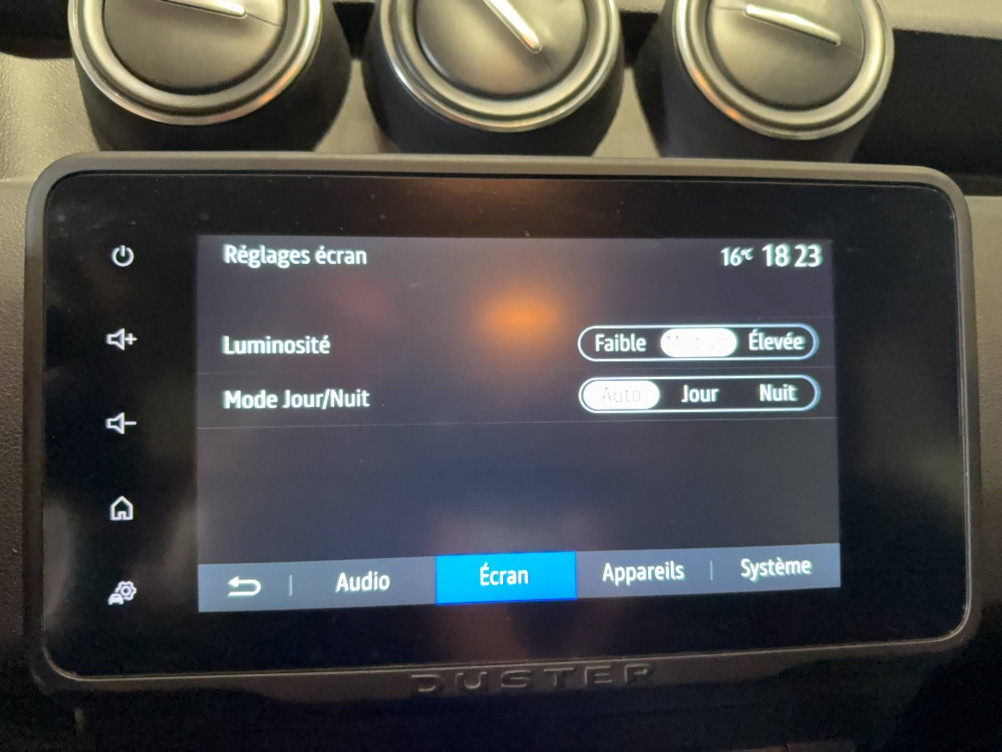 Réglages écran 16°C 18 23
Luminosité Faible Élevée
Mode Jour/Nuit Auto Jour Nuit
Audio Écran Appareils Système
DUSTER